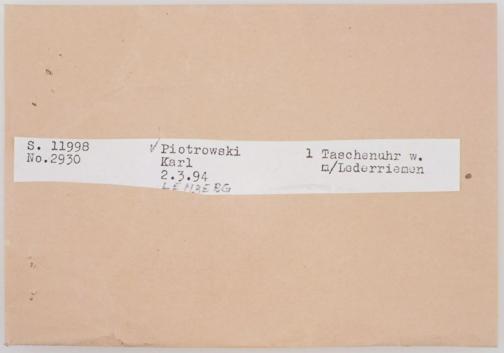 S. 11998
No.2930
Piotrowski
Karl
2.3.94
LEMBERG
1 Taschenuhr w.
m/Lederriemen